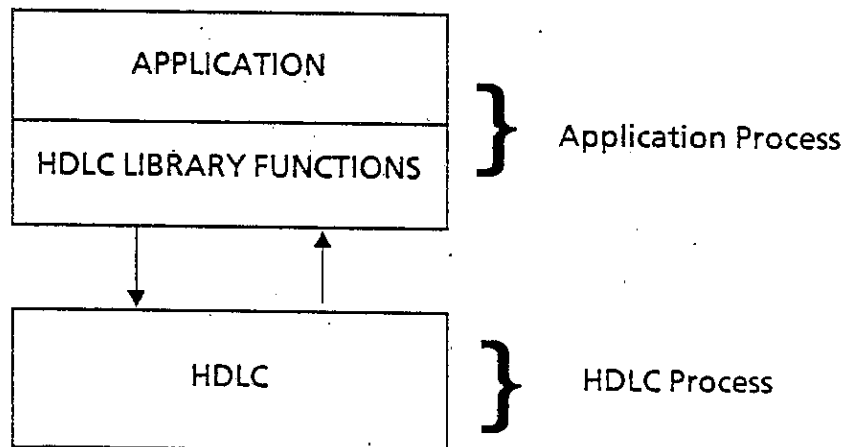 APPLICATION
Application Process
HDLC LIBRARY FUNCTIONS
HDLC
HDLC Process